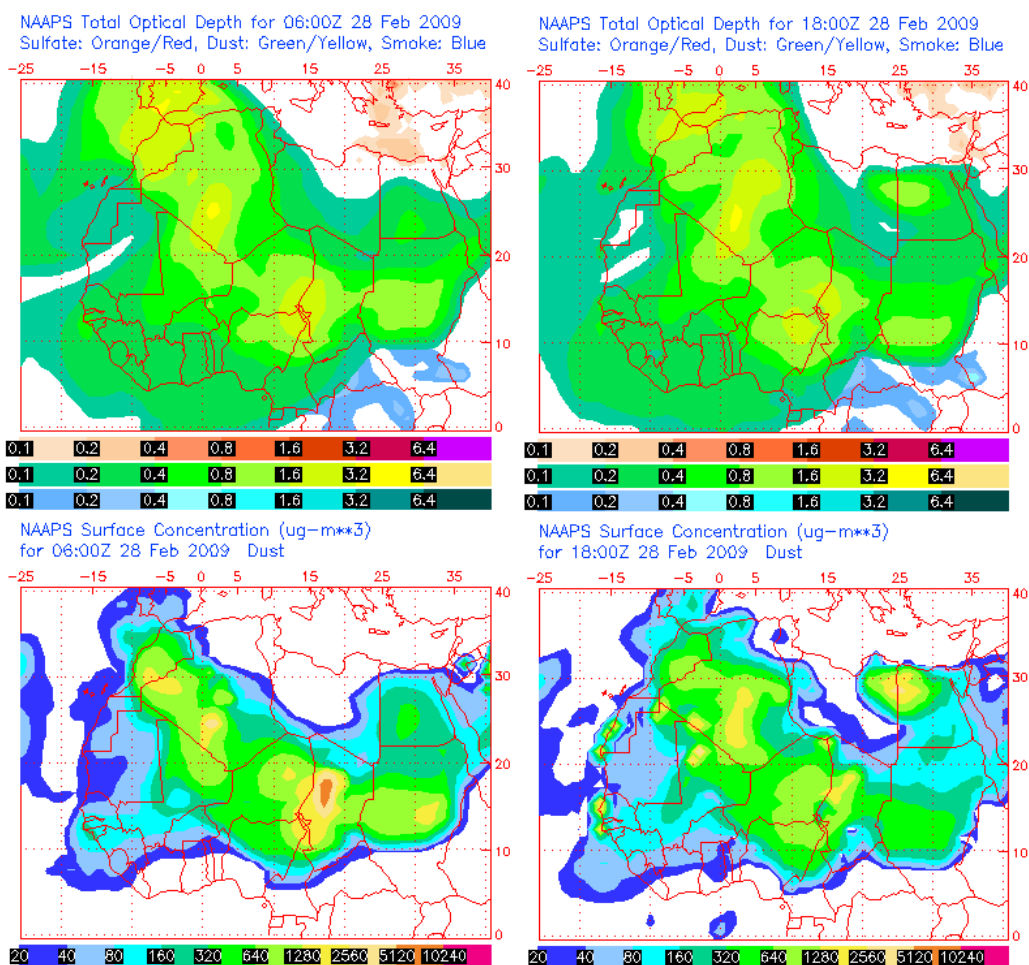 NAAPS Total Optical Depth for 06:00Z 28 Feb 2009
Sulfate: Orange/Red, Dust: Green/Yellow, Smoke: Blue
-25 -15 -5 0 5 15 25 35
40
30
20
10
0
0.1 0.2 0.4 0.8 1.6 3.2 6.4
0.1 0.2 0.4 0.8 1.6 3.2 6.4
0.1 0.2 0.4 0.8 1.6 3.2 6.4
NAAPS Total Optical Depth for 18:00Z 28 Feb 2009
Sulfate: Orange/Red, Dust: Green/Yellow, Smoke: Blue
-25 -15 -5 0 5 15 25 35
40
30
20
10
0
0.1 0.2 0.4 0.8 1.6 3.2 6.4
0.1 0.2 0.4 0.8 1.6 3.2 6.4
0.1 0.2 0.4 0.8 1.6 3.2 6.4
NAAPS Surface Concentration (ug-m**3)
for 06:00Z 28 Feb 2009 Dust
-25 -15 -5 0 5 15 25 35
40
30
20
10
0
20 40 80 160 320 640 1280 2560 5120 10240
NAAPS Surface Concentration (ug-m**3)
for 18:00Z 28 Feb 2009 Dust
-25 -15 -5 0 5 15 25 35
40
30
20
10
0
20 40 80 160 320 640 1280 2560 5120 10240